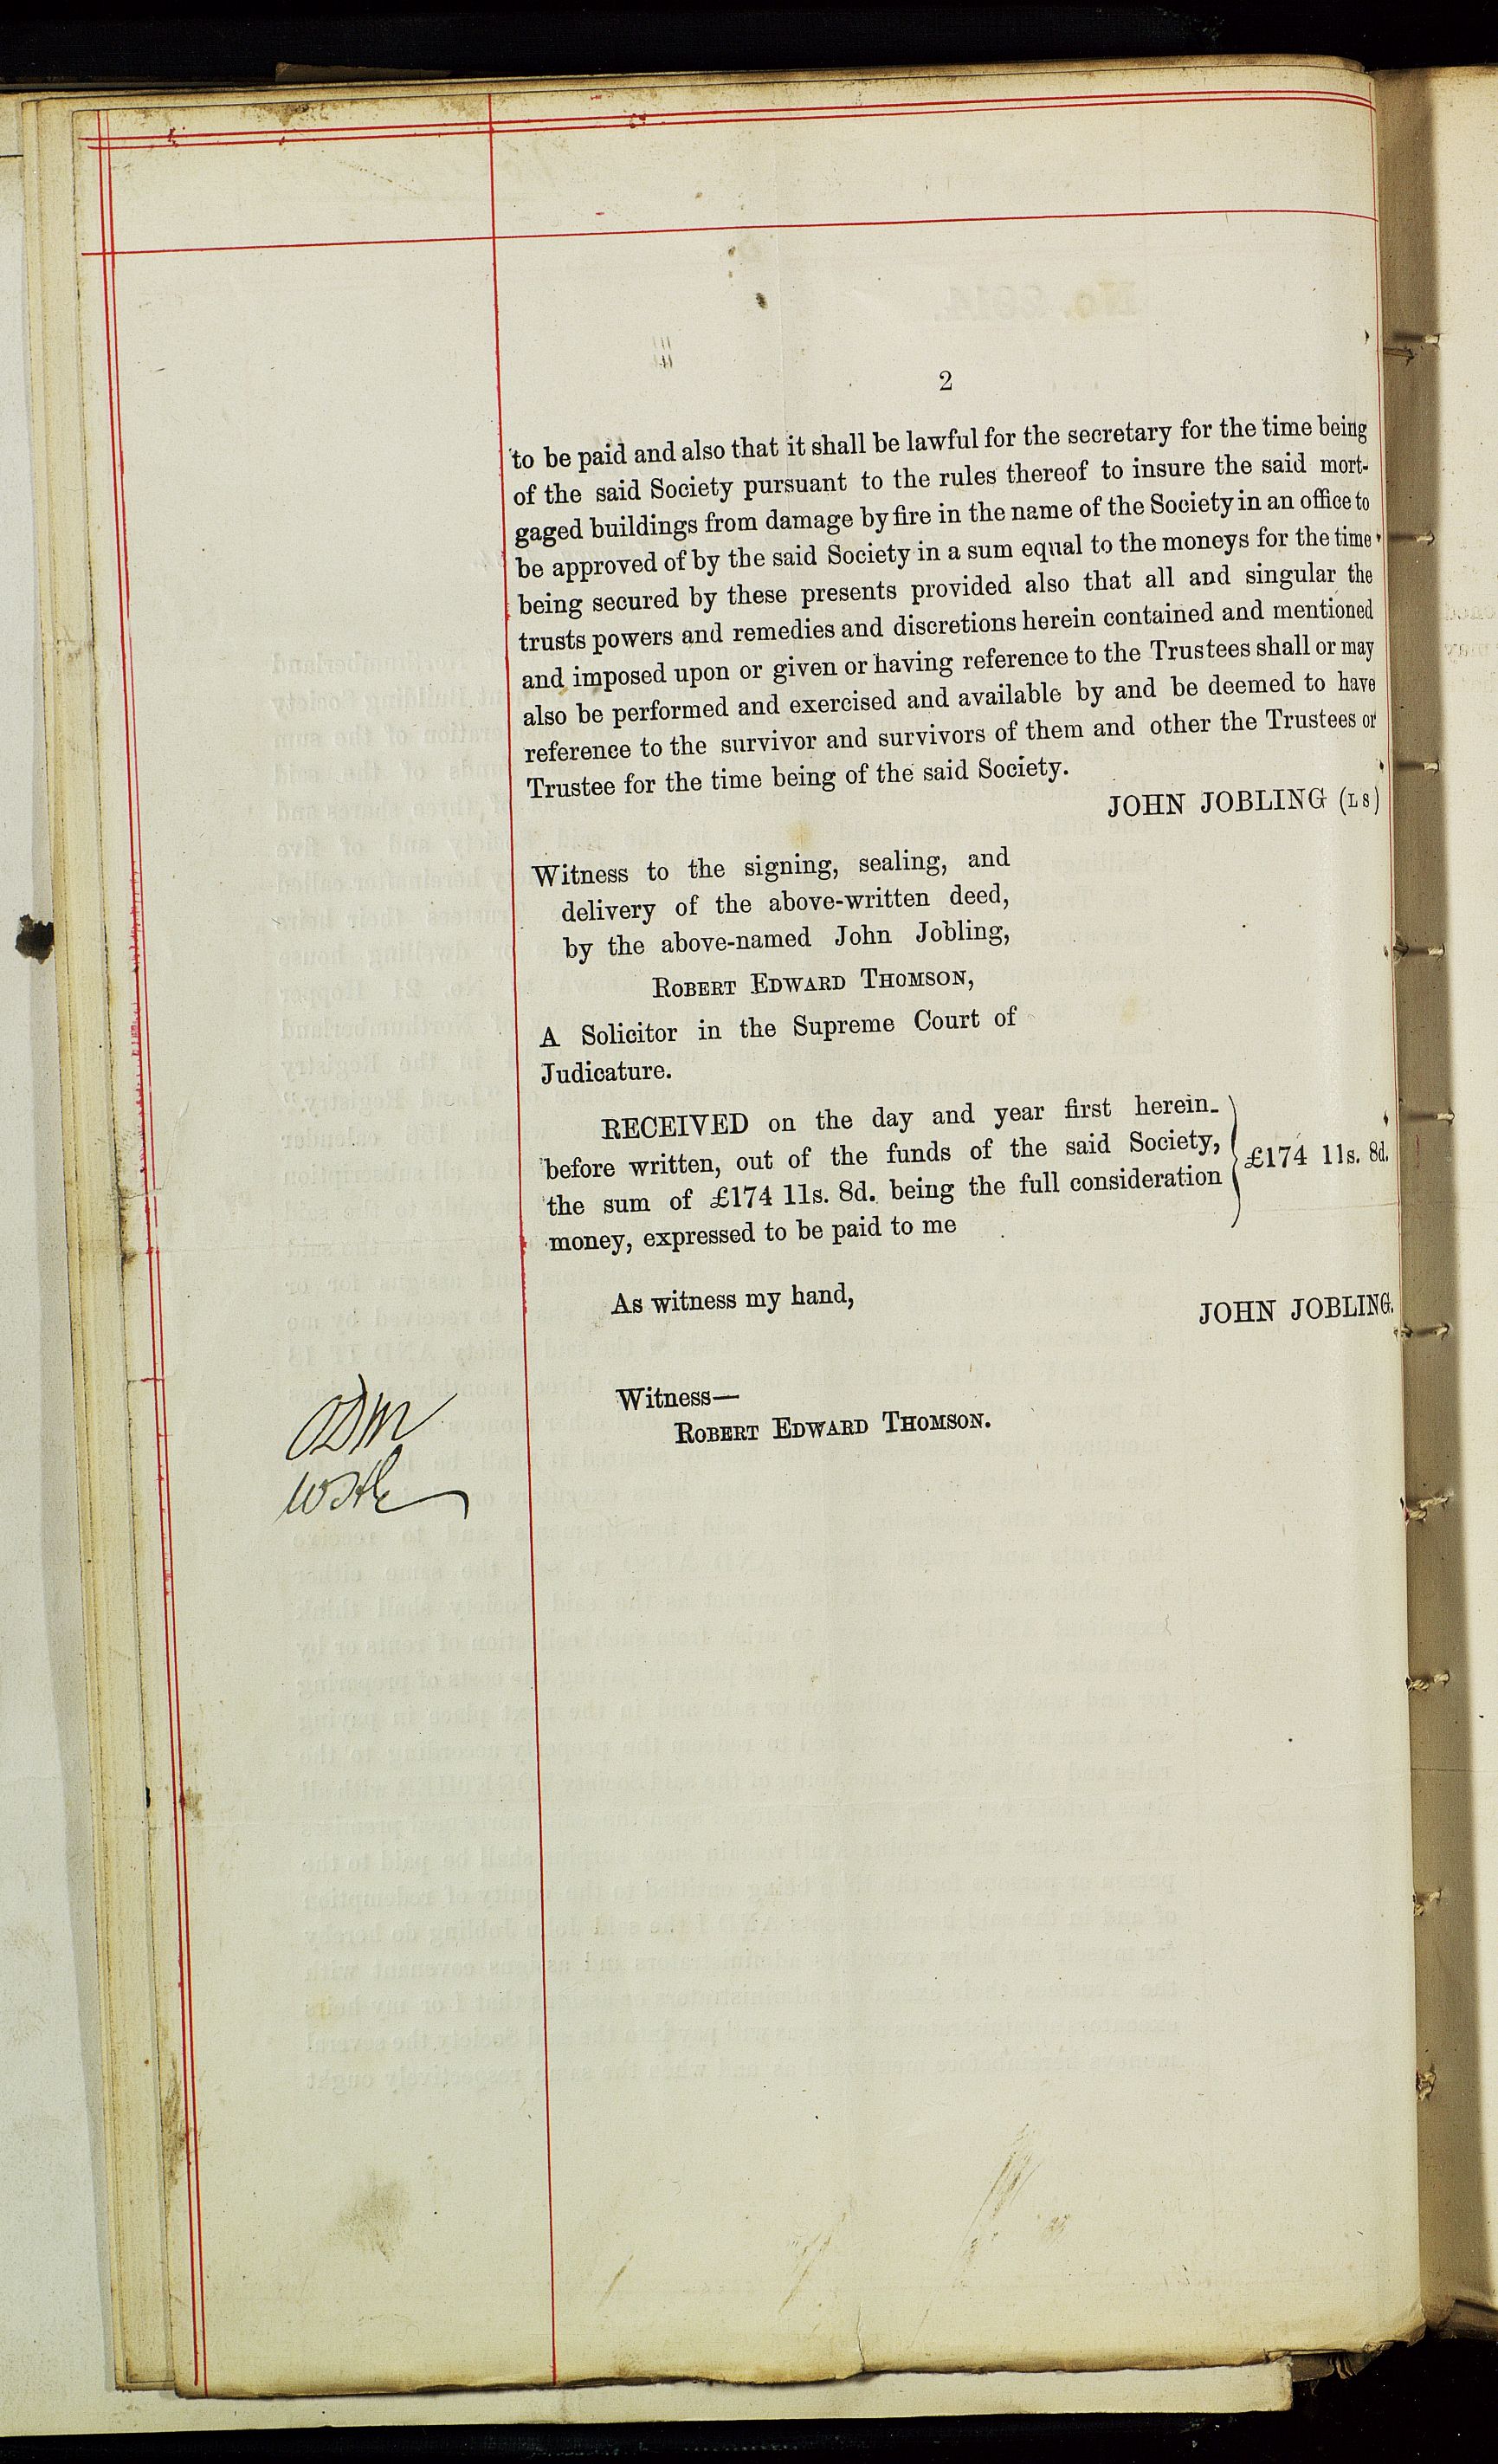 2
to be paid and also that it shall be lawful for the secretary for the time being
of the said Society pursuant to the rules thereof to insure the said mort-
gaged buildings from damage by fire in the name of the Society in an office to
be approved of by the said Society in a sum equal to the moneys for the time
being secured by these presents provided also that all and singular the
trusts powers and remedies and discretions herein contained and mentioned
and imposed upon or given or having reference to the Trustees shall or may
also be performed and exercised and available by and be deemed to have
reference to the survivor and survivors of them and other the Trustees or
Trustee for the time being of the said Society.
JOHN JOBLING (L S)
Witness to the signing, sealing, and
delivery of the above-written deed,
by the above-named John Jobling,
ROBERT EDWARD THOMSON,
A Solicitor in the Supreme Court of
Judicature.
RECEIVED on the day and year first herein-
before written, out of the funds of the said Society,
the sum of £174 11s. 8d. being the full consideration
money, expressed to be paid to me
£174 11s. 8d.
As witness my hand,
JOHN JOBLING.
Witness—
ROBERT EDWARD THOMSON.